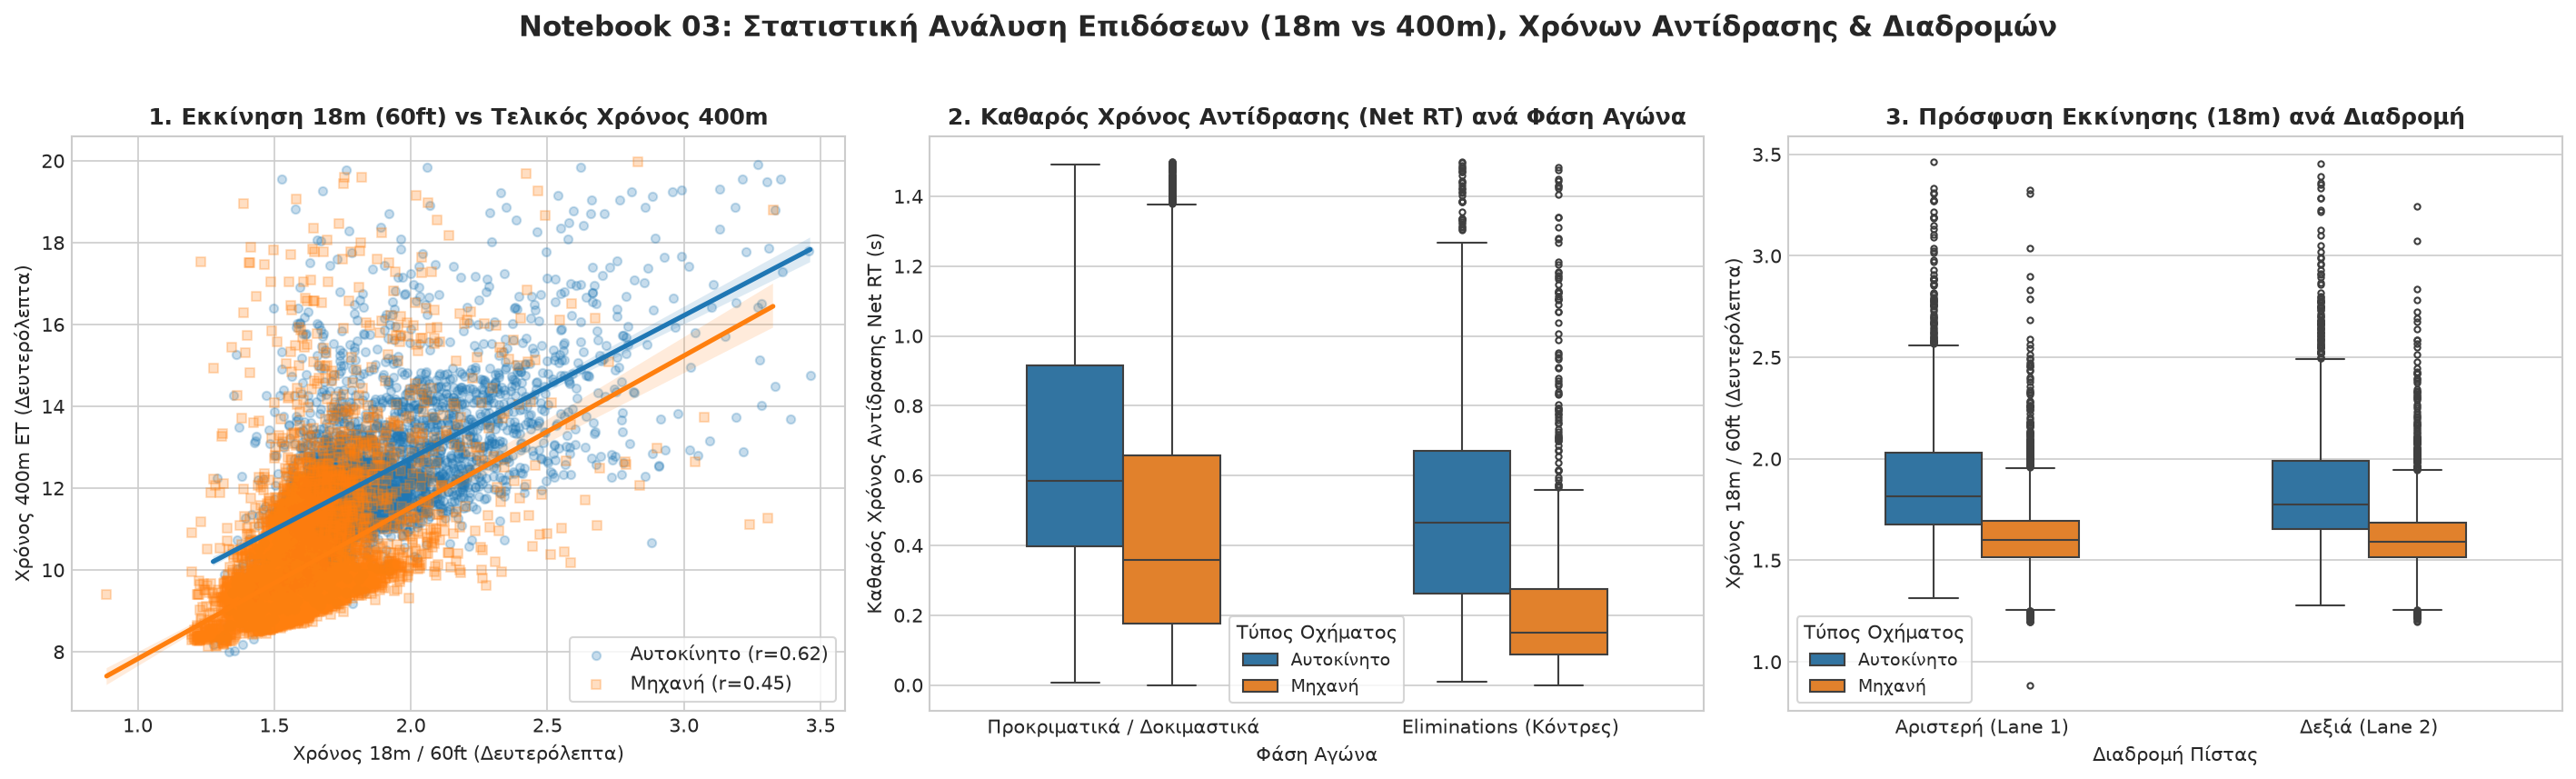 Notebook 03: Στατιστική Ανάλυση Επιδόσεων (18m vs 400m), Χρόνων Αντίδρασης & Διαδρομών
1. Εκκίνηση 18m (60ft) vs Τελικός Χρόνος 400m
Χρόνος 400m ET (Δευτερόλεπτα)
20
18
16
14
12
10
8
1.0
1.5
2.0
2.5
3.0
3.5
Χρόνος 18m / 60ft (Δευτερόλεπτα)
Αυτοκίνητο (r=0.62)
Μηχανή (r=0.45)
2. Καθαρός Χρόνος Αντίδρασης (Net RT) ανά Φάση Αγώνα
Καθαρός Χρόνος Αντίδρασης Net RT (s)
1.4
1.2
1.0
0.8
0.6
0.4
0.2
0.0
Τύπος Οχήματος
Αυτοκίνητο
Μηχανή
Προκριματικά / Δοκιμαστικά
Eliminations (Κόντρες)
Φάση Αγώνα
3. Πρόσφυση Εκκίνησης (18m) ανά Διαδρομή
Χρόνος 18m / 60ft (Δευτερόλεπτα)
3.5
3.0
2.5
2.0
1.5
1.0
Τύπος Οχήματος
Αυτοκίνητο
Μηχανή
Αριστερή (Lane 1)
Δεξιά (Lane 2)
Διαδρομή Πίστας